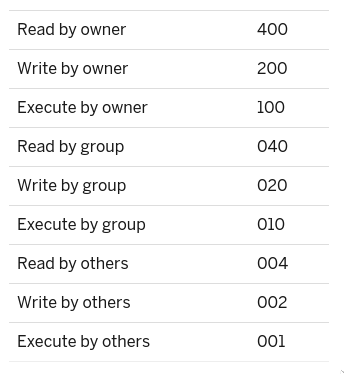 Read by owner 400
Write by owner 200
Execute by owner 100
Read by group 040
Write by group 020
Execute by group 010
Read by others 004
Write by others 002
Execute by others 001